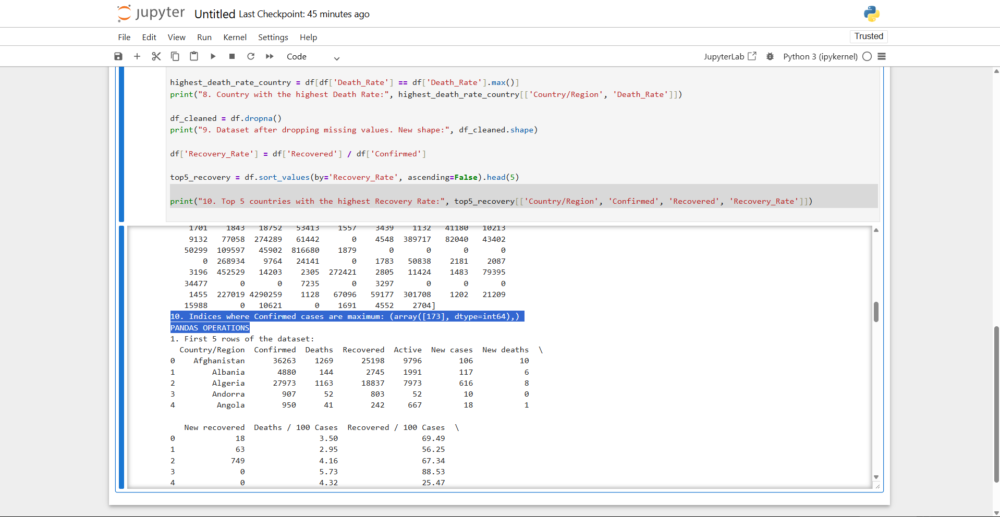 jupyter Untitled Last Checkpoint: 45 minutes ago
File Edit View Run Kernel Settings Help Trusted
Code JupyterLab Python 3 (ipykernel)
highest_death_rate_country = df[df['Death_Rate'] == df['Death_Rate'].max()]
print("8. Country with the highest Death Rate:", highest_death_rate_country[['Country/Region', 'Death_Rate']])
df_cleaned = df.dropna()
print("9. Dataset after dropping missing values. New shape:", df_cleaned.shape)
df['Recovery_Rate'] = df['Recovered'] / df['Confirmed']
top5_recovery = df.sort_values(by='Recovery_Rate', ascending=False).head(5)
print("10. Top 5 countries with the highest Recovery Rate:", top5_recovery[['Country/Region', 'Confirmed', 'Recovered', 'Recovery_Rate']])
1701 1843 18752 53413 1557 3439 1132 41180 10213
9132 77058 274289 61442 0 4548 389717 82040 43402
50299 109597 45902 816680 1879 0 0 0
0 268934 9764 24141 0 1783 50838 2181 2087
3196 452529 14203 2305 272421 2805 11424 1483 79395
34477 0 0 7235 0 3297 0 0 0
1455 227019 4290259 1128 67096 59177 301708 1202 21209
15988 0 10621 0 1691 4552 2704]
10. Indices where Confirmed cases are maximum: (array([173], dtype=int64),)
PANDAS OPERATIONS
1. First 5 rows of the dataset:
Country/Region Confirmed Deaths Recovered Active New cases New deaths \
0 Afghanistan 36263 1269 25198 9796 106 10
1 Albania 4880 144 2745 1991 117 6
2 Algeria 27973 1163 18837 7973 616 8
3 Andorra 907 52 803 52 10 0
4 Angola 950 41 242 667 18 1
New recovered Deaths / 100 Cases Recovered / 100 Cases \
0 18 3.50 69.49
1 63 2.95 56.25
2 749 4.16 67.34
3 0 5.73 88.53
4 0 4.32 25.47